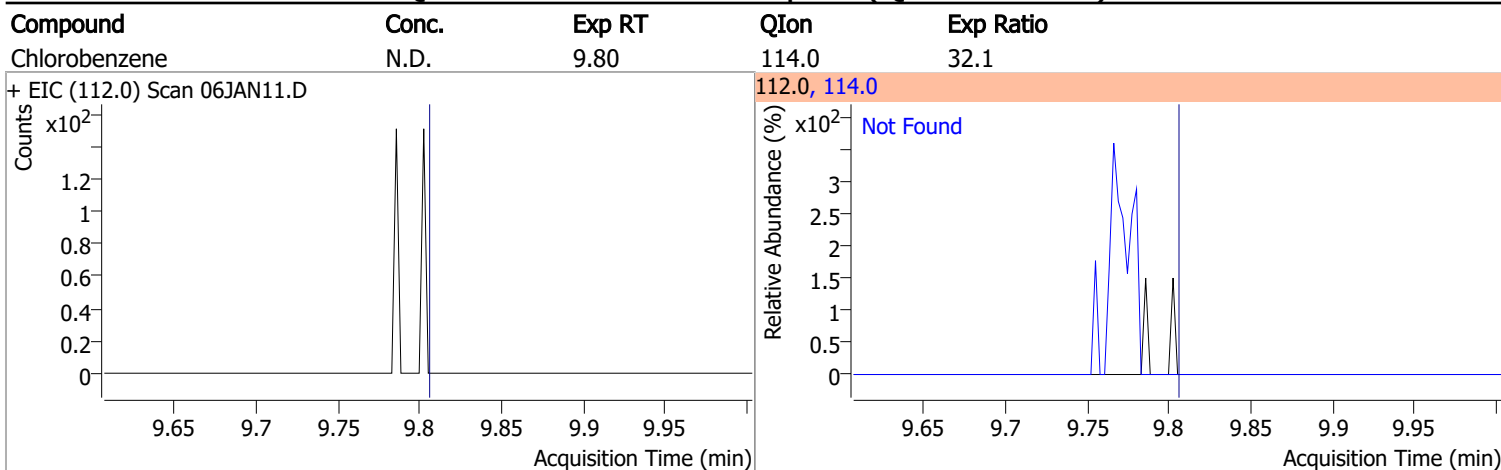 Compound Conc. Exp RT QIon Exp Ratio
Chlorobenzene N.D. 9.80 114.0 32.1
+ EIC (112.0) Scan 06JAN11.D
Counts
x10²
1.2
1
0.8
0.6
0.4
0.2
0
9.65 9.7 9.75 9.8 9.85 9.9 9.95
Acquisition Time (min)
112.0, 114.0
Relative Abundance (%)
x10²
Not Found
3
2.5
2
1.5
1
0.5
0
9.65 9.7 9.75 9.8 9.85 9.9 9.95
Acquisition Time (min)